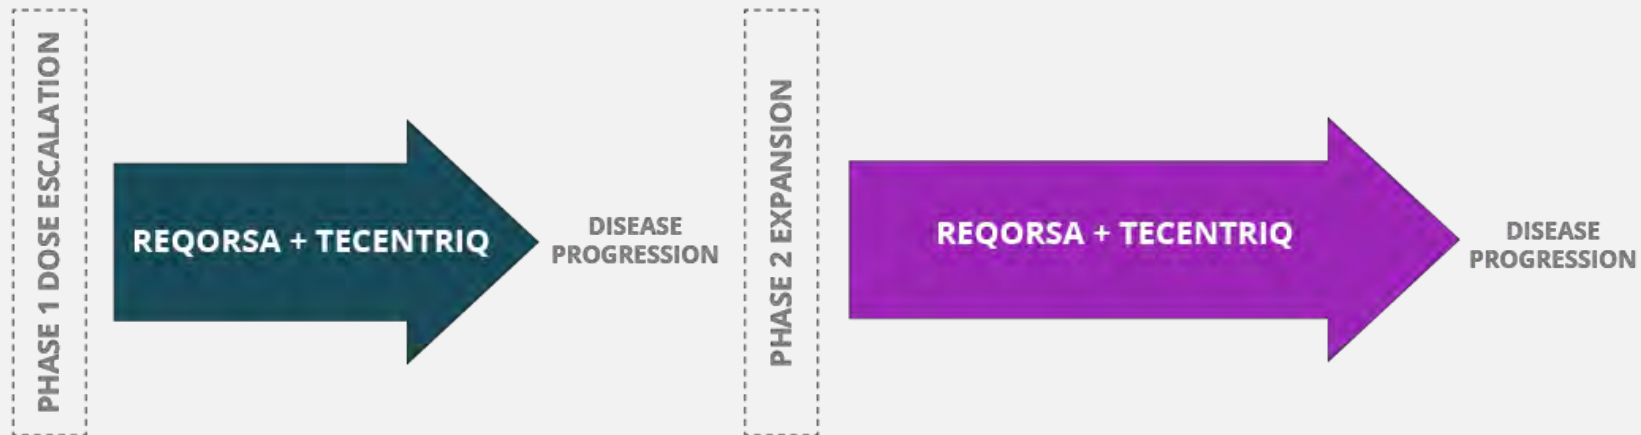 PHASE 1 DOSE ESCALATION
REQORSA + TECENTRIQ
DISEASE
PROGRESSION
PHASE 2 EXPANSION
REQORSA + TECENTRIQ
DISEASE
PROGRESSION